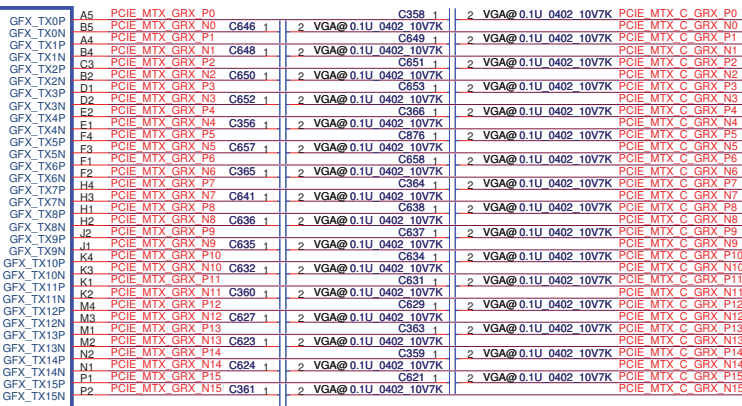 GFX_TX0P A5 PCIE_MTX_GRX_P0 C358 1 2 VGA@ 0.1U_0402_10V7K PCIE_MTX_C_GRX_P0
GFX_TX0N B5 PCIE_MTX_GRX_N0 C646 1 2 VGA@ 0.1U_0402_10V7K PCIE_MTX_C_GRX_N0
GFX_TX1P A4 PCIE_MTX_GRX_P1 C649 1 2 VGA@ 0.1U_0402_10V7K PCIE_MTX_C_GRX_P1
GFX_TX1N B4 PCIE_MTX_GRX_N1 C648 1 2 VGA@ 0.1U_0402_10V7K PCIE_MTX_C_GRX_N1
GFX_TX2P C3 PCIE_MTX_GRX_P2 C651 1 2 VGA@ 0.1U_0402_10V7K PCIE_MTX_C_GRX_P2
GFX_TX2N B2 PCIE_MTX_GRX_N2 C650 1 2 VGA@ 0.1U_0402_10V7K PCIE_MTX_C_GRX_N2
GFX_TX3P D1 PCIE_MTX_GRX_P3 C653 1 2 VGA@ 0.1U_0402_10V7K PCIE_MTX_C_GRX_P3
GFX_TX3N D2 PCIE_MTX_GRX_N3 C652 1 2 VGA@ 0.1U_0402_10V7K PCIE_MTX_C_GRX_N3
GFX_TX4P E2 PCIE_MTX_GRX_P4 C366 1 2 VGA@ 0.1U_0402_10V7K PCIE_MTX_C_GRX_P4
GFX_TX4N E1 PCIE_MTX_GRX_N4 C356 1 2 VGA@ 0.1U_0402_10V7K PCIE_MTX_C_GRX_N4
GFX_TX5P F4 PCIE_MTX_GRX_P5 C876 1 2 VGA@ 0.1U_0402_10V7K PCIE_MTX_C_GRX_P5
GFX_TX5N F3 PCIE_MTX_GRX_N5 C657 1 2 VGA@ 0.1U_0402_10V7K PCIE_MTX_C_GRX_N5
GFX_TX6P F1 PCIE_MTX_GRX_P6 C658 1 2 VGA@ 0.1U_0402_10V7K PCIE_MTX_C_GRX_P6
GFX_TX6N F2 PCIE_MTX_GRX_N6 C365 1 2 VGA@ 0.1U_0402_10V7K PCIE_MTX_C_GRX_N6
GFX_TX7P H4 PCIE_MTX_GRX_P7 C364 1 2 VGA@ 0.1U_0402_10V7K PCIE_MTX_C_GRX_P7
GFX_TX7N H3 PCIE_MTX_GRX_N7 C641 1 2 VGA@ 0.1U_0402_10V7K PCIE_MTX_C_GRX_N7
GFX_TX8P H1 PCIE_MTX_GRX_P8 C638 1 2 VGA@ 0.1U_0402_10V7K PCIE_MTX_C_GRX_P8
GFX_TX8N H2 PCIE_MTX_GRX_N8 C636 1 2 VGA@ 0.1U_0402_10V7K PCIE_MTX_C_GRX_N8
GFX_TX9P J2 PCIE_MTX_GRX_P9 C637 1 2 VGA@ 0.1U_0402_10V7K PCIE_MTX_C_GRX_P9
GFX_TX9N J1 PCIE_MTX_GRX_N9 C635 1 2 VGA@ 0.1U_0402_10V7K PCIE_MTX_C_GRX_N9
GFX_TX10P K4 PCIE_MTX_GRX_P10 C634 1 2 VGA@ 0.1U_0402_10V7K PCIE_MTX_C_GRX_P10
GFX_TX10N K3 PCIE_MTX_GRX_N10 C632 1 2 VGA@ 0.1U_0402_10V7K PCIE_MTX_C_GRX_N10
GFX_TX11P K1 PCIE_MTX_GRX_P11 C631 1 2 VGA@ 0.1U_0402_10V7K PCIE_MTX_C_GRX_P11
GFX_TX11N K2 PCIE_MTX_GRX_N11 C360 1 2 VGA@ 0.1U_0402_10V7K PCIE_MTX_C_GRX_N11
GFX_TX12P M4 PCIE_MTX_GRX_P12 C629 1 2 VGA@ 0.1U_0402_10V7K PCIE_MTX_C_GRX_P12
GFX_TX12N M3 PCIE_MTX_GRX_N12 C627 1 2 VGA@ 0.1U_0402_10V7K PCIE_MTX_C_GRX_N12
GFX_TX13P M1 PCIE_MTX_GRX_P13 C363 1 2 VGA@ 0.1U_0402_10V7K PCIE_MTX_C_GRX_P13
GFX_TX13N M2 PCIE_MTX_GRX_N13 C623 1 2 VGA@ 0.1U_0402_10V7K PCIE_MTX_C_GRX_N13
GFX_TX14P N2 PCIE_MTX_GRX_P14 C359 1 2 VGA@ 0.1U_0402_10V7K PCIE_MTX_C_GRX_P14
GFX_TX14N N1 PCIE_MTX_GRX_N14 C624 1 2 VGA@ 0.1U_0402_10V7K PCIE_MTX_C_GRX_N14
GFX_TX15P P1 PCIE_MTX_GRX_P15 C621 1 2 VGA@ 0.1U_0402_10V7K PCIE_MTX_C_GRX_P15
GFX_TX15N P2 PCIE_MTX_GRX_N15 C361 1 2 VGA@ 0.1U_0402_10V7K PCIE_MTX_C_GRX_N15